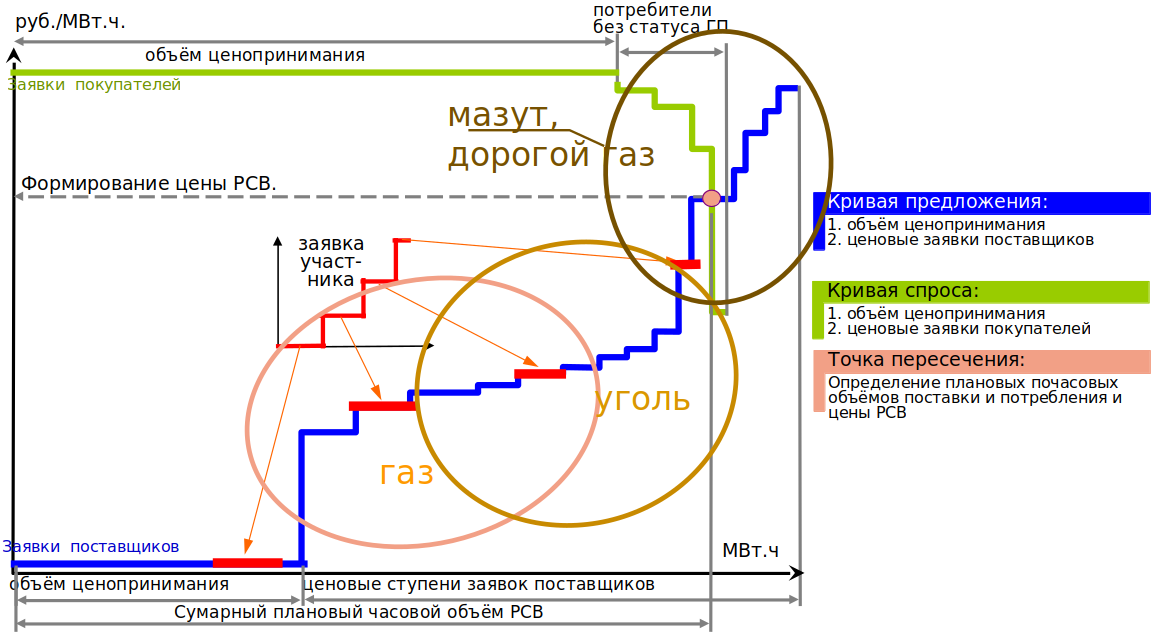 потребители
без статуса ГП
руб./МВт.ч.
объём ценопринимания
Заявки покупателей
мазут,
дорогой газ
Формирование цены РСВ.
заявка
участ-
ника
уголь
газ
Кривая предложения:
1. объём ценопринимания
2. ценовые заявки поставщиков
Кривая спроса:
1. объём ценопринимания
2. ценовые заявки покупателей
Точка пересечения:
Определение плановых почасовых
объёмов поставки и потребления и
цены РСВ
Заявки поставщиков
МВт.ч
объём ценопринимания
ценовые ступени заявок поставщиков
Сумарный плановый часовой объём РСВ